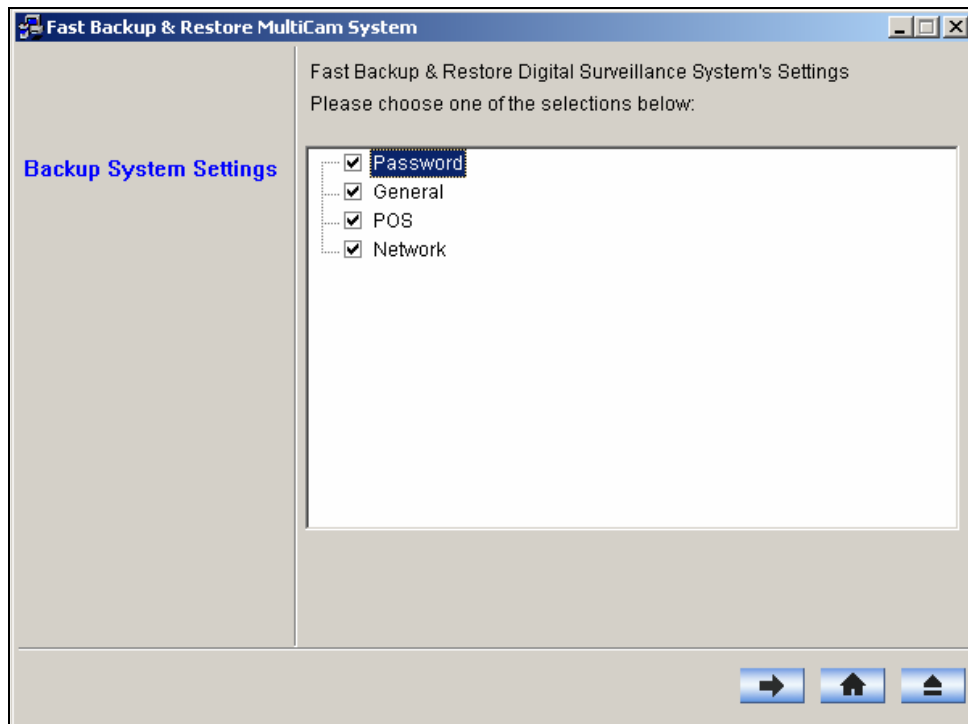 Fast Backup & Restore MultiCam System
Fast Backup & Restore Digital Surveillance System's Settings
Please choose one of the selections below:
Backup System Settings
Password
General
POS
Network